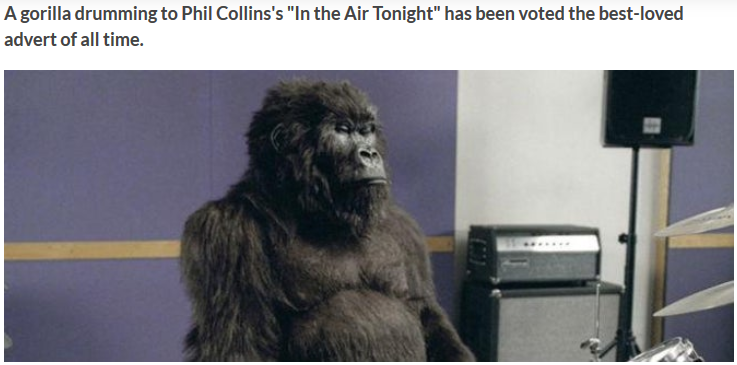 A gorilla drumming to Phil Collins's "In the Air Tonight" has been voted the best-loved
advert of all time.